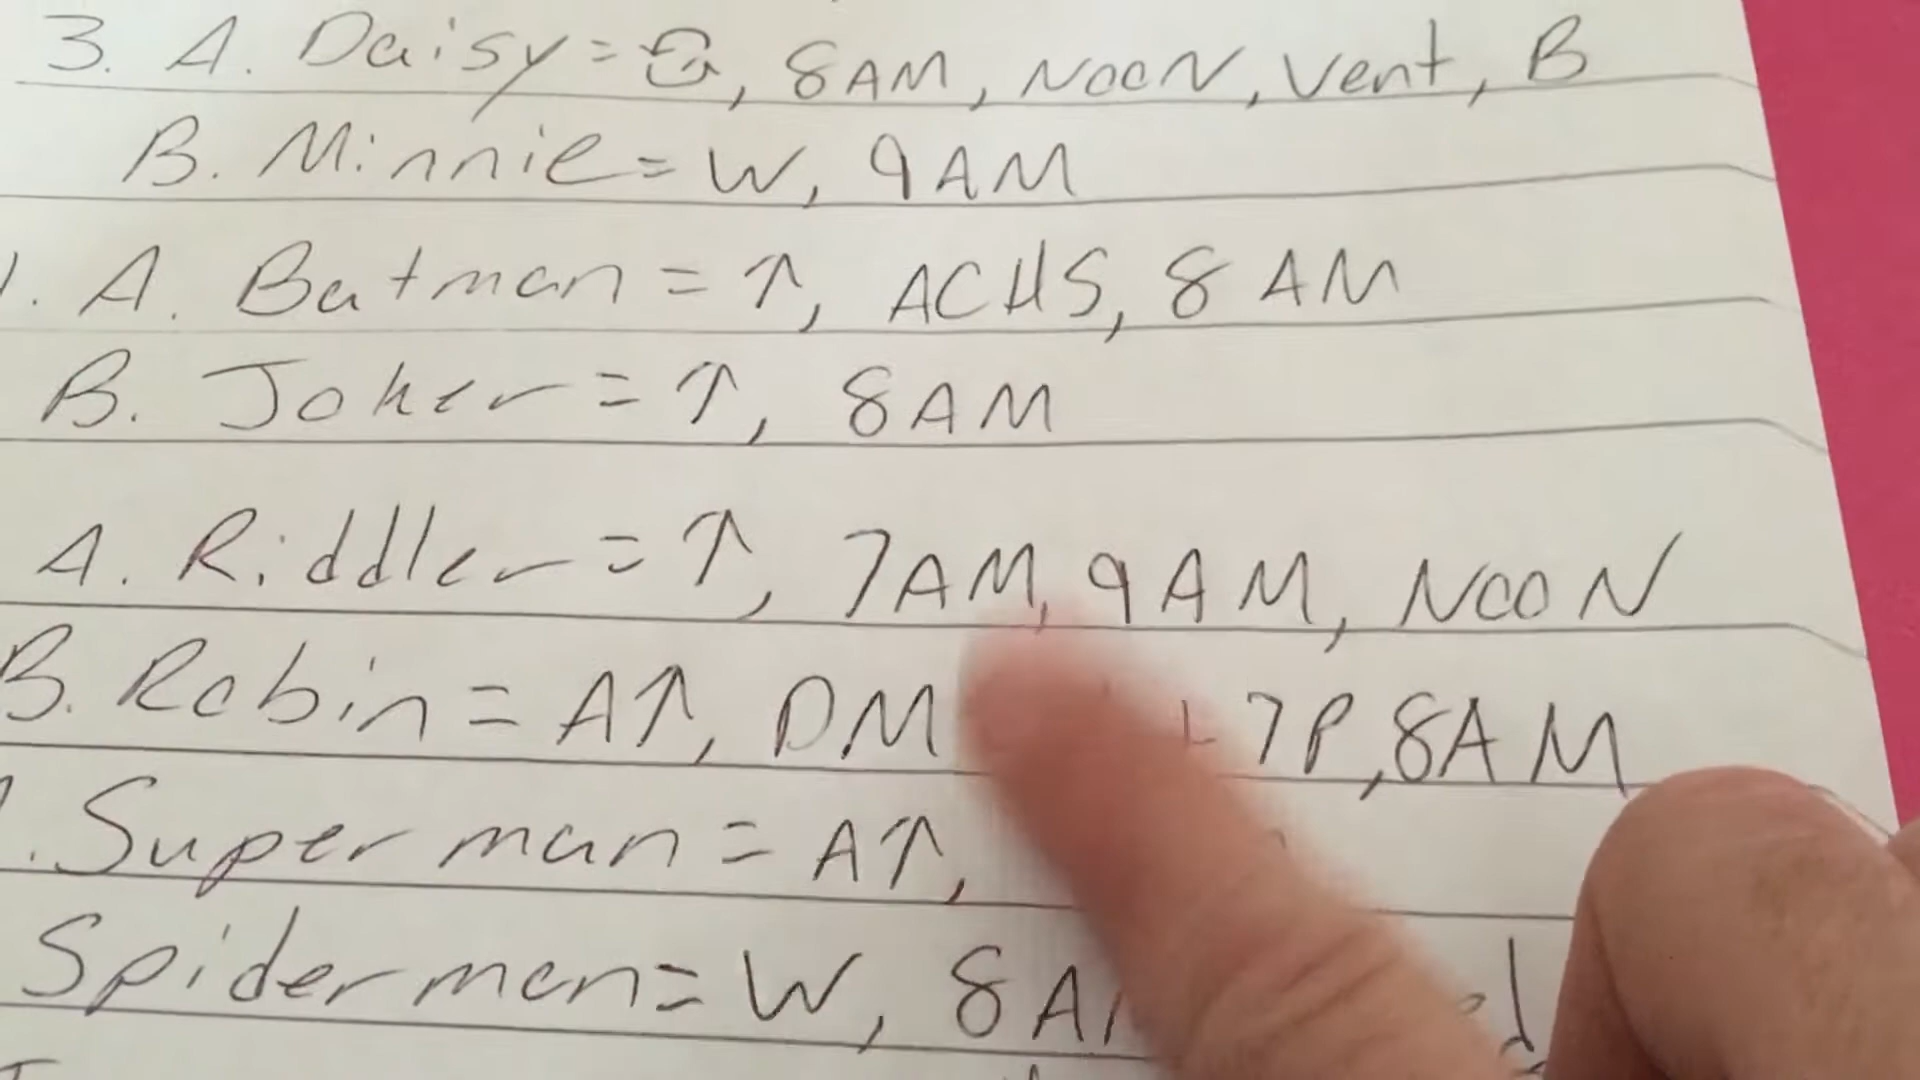 3. A. Daisy = , 8AM, NOON, Vent, B
B. Minnie = W, 9AM
. A. Batman = ↑, ACHS, 8 AM
B. Joker = ↑, 8AM
A. Riddler = ↑, 7AM, 9AM, NOON
B. Robin = A↑, DM 7P, 8AM
. Superman = A↑,
Spiderman = W, 8A